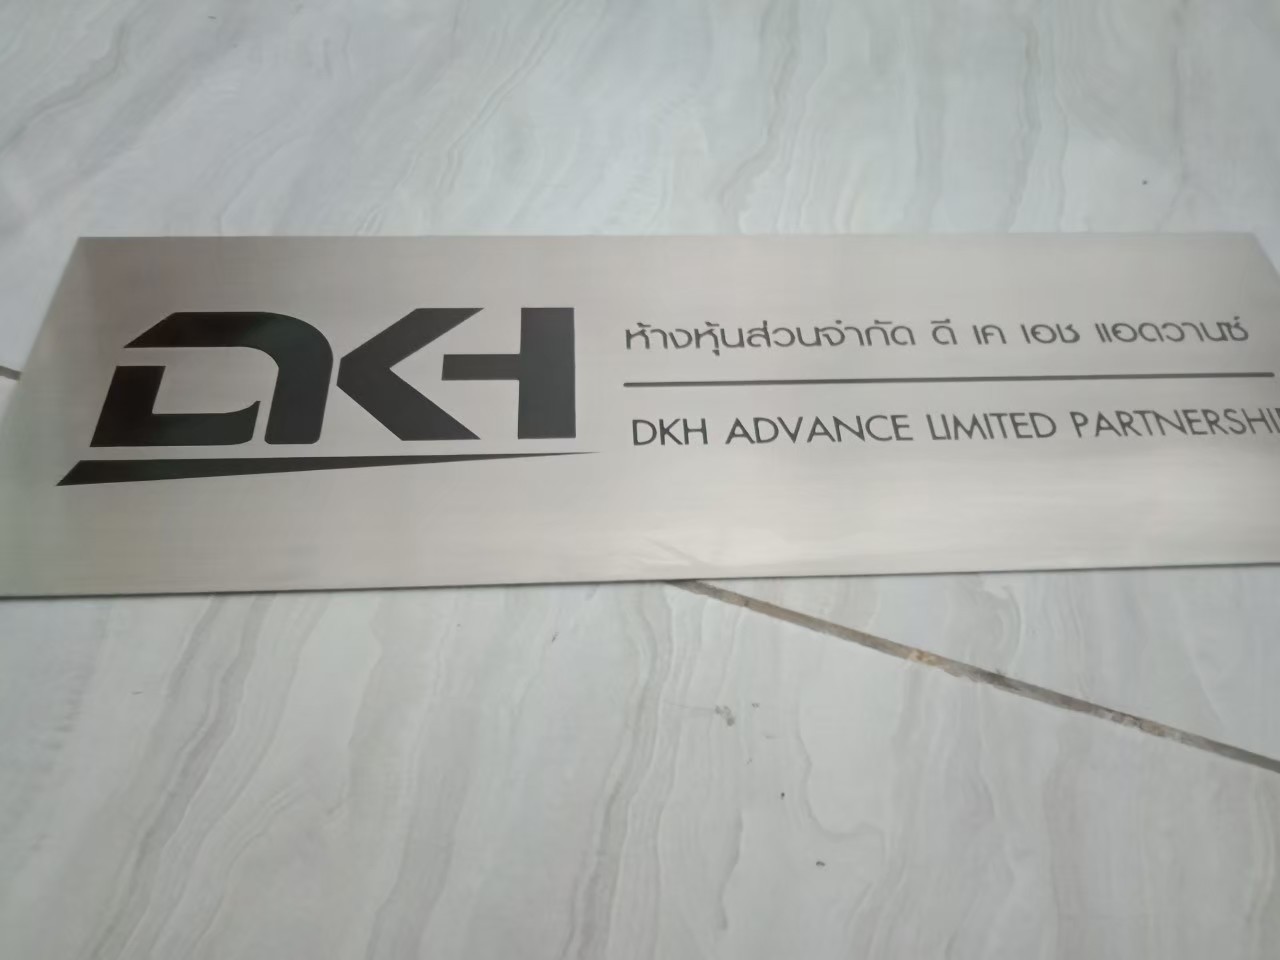 DKH
ห้างหุ้นส่วนจำกัด ดี เค เอช แอดวานซ์
DKH ADVANCE LIMITED PARTNERSHI